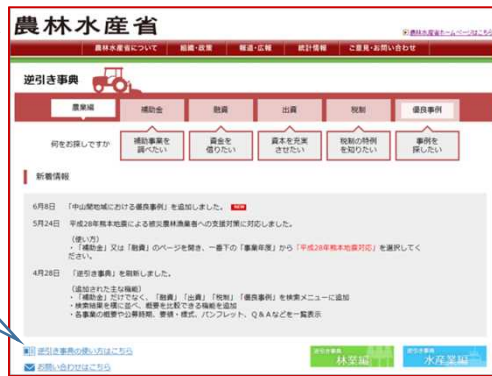 農林水産省
農林水産省ホームページはこちら
農林水産省について 組織・政策 報道・広報 統計情報 ご意見・お問い合わせ
逆引き事典
農業編 補助金 融資 出資 税制 優良事例
何をお探しですか
補助事業を
調べたい
資金を
借りたい
資本を充実
させたい
税制の特例
を知りたい
事例を
探したい
新着情報
6月8日 「中山間地域における優良事例」を追加しました。 NEW
5月24日 平成28年熊本地震による被災農林漁業者への支援対策に対応しました。
(使い方)
・「補助金」又は「融資」のページを開き、一番下の「事業年度」から「平成28年熊本地震対応」を選択してく
ださい。
4月28日 「逆引き事典」を刷新しました。
(追加された主な機能)
・「補助金」だけでなく、「融資」「出資」「税制」「優良事例」を検索メニューに追加
・検索結果を横に並べ、概要を比較できる機能を追加
・各事業の概要や公募時期、要綱・様式、パンフレット、Q&Aなどを一覧表示
逆引き事典の使い方はこちら
お問い合わせはこちら
逆引き事典
林業編
逆引き事典
水産業編